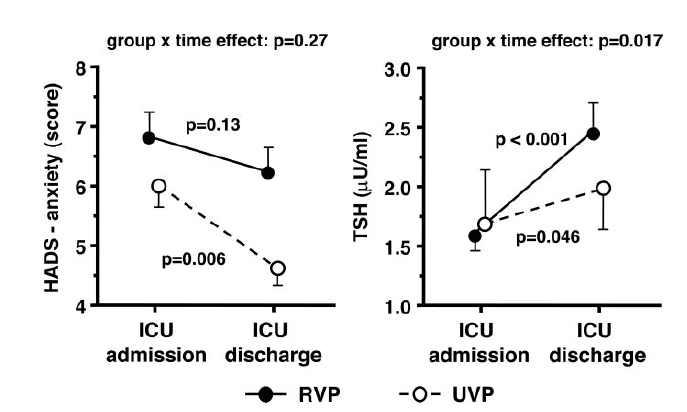 group x time effect: p=0.27
HADS - anxiety (score)
8
7
6
5
4
p=0.13
p=0.006
ICU admission
ICU discharge
group x time effect: p=0.017
TSH (μU/ml)
3.0
2.5
2.0
1.5
1.0
p < 0.001
p=0.046
ICU admission
ICU discharge
RVP
UVP